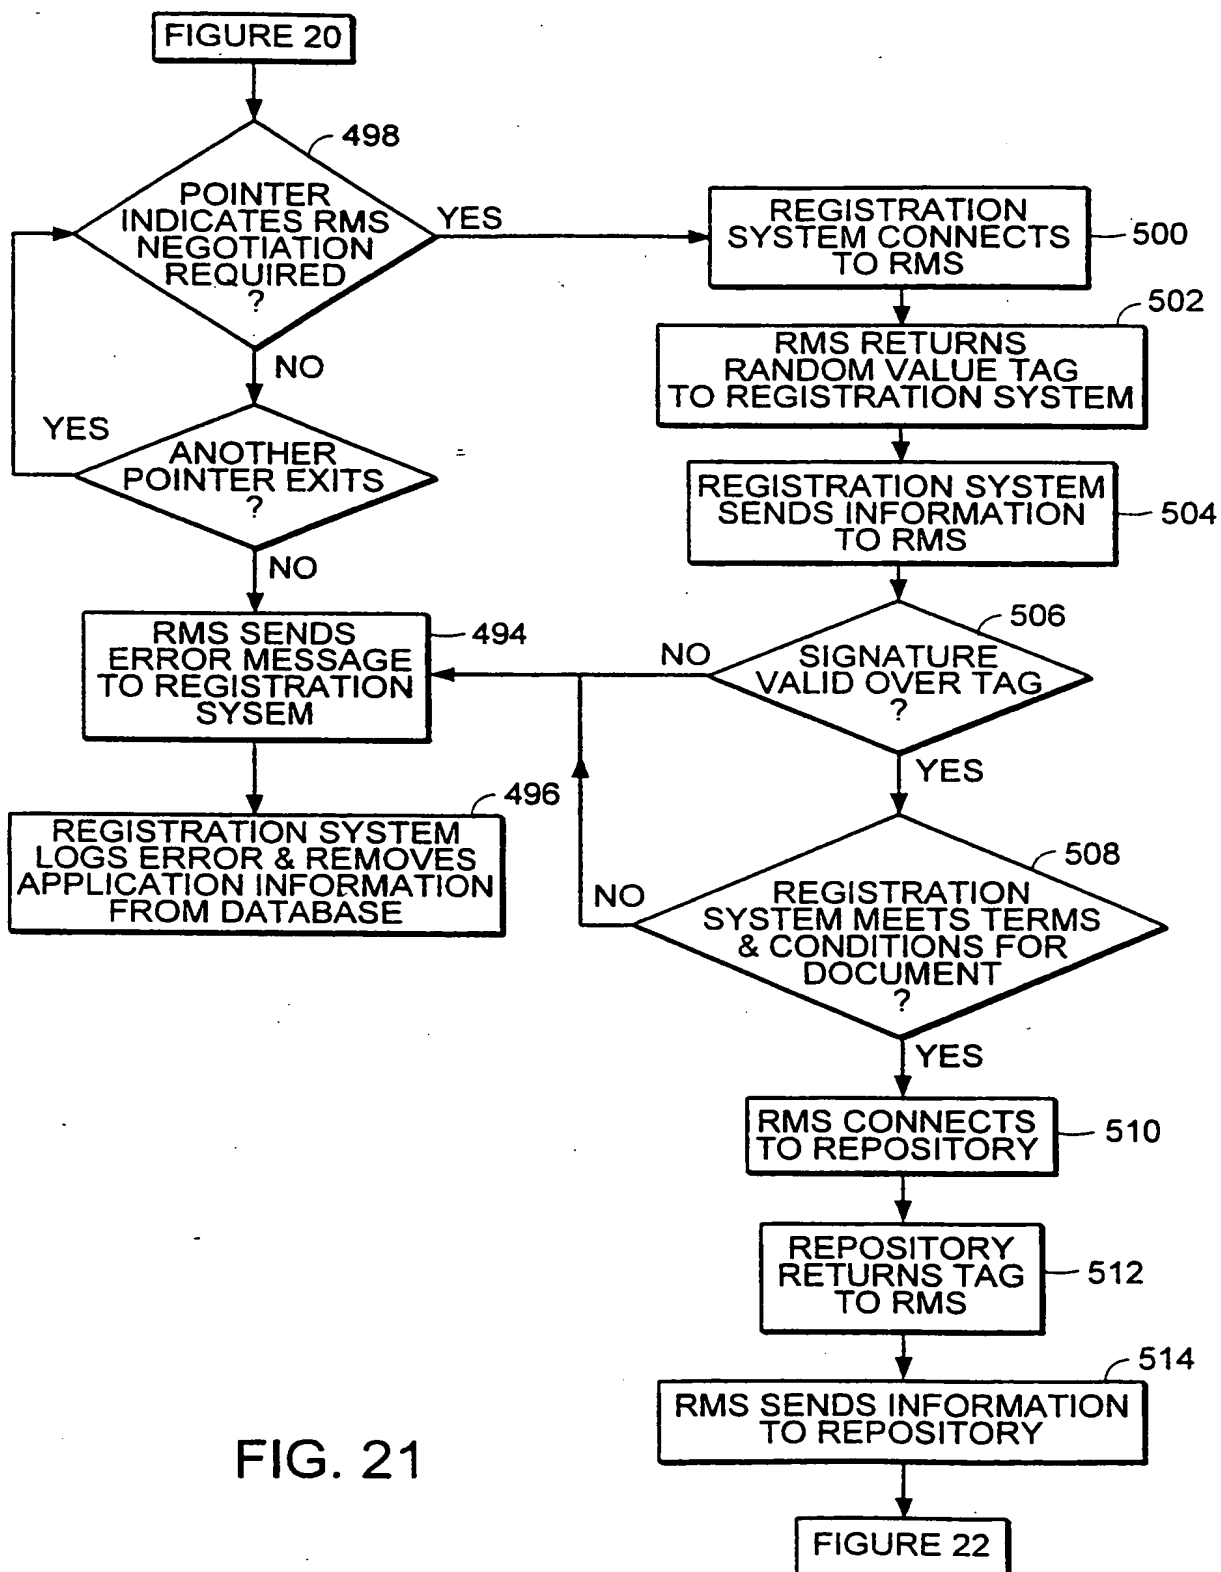 FIGURE 20
498
POINTER
INDICATES RMS
NEGOTIATION
REQUIRED
?
YES
NO
YES
ANOTHER
POINTER EXITS
?
NO
RMS SENDS
ERROR MESSAGE
TO REGISTRATION
SYSEM
494
496
REGISTRATION SYSTEM
LOGS ERROR & REMOVES
APPLICATION INFORMATION
FROM DATABASE
REGISTRATION
SYSTEM CONNECTS
TO RMS
500
502
RMS RETURNS
RANDOM VALUE TAG
TO REGISTRATION SYSTEM
REGISTRATION SYSTEM
SENDS INFORMATION
TO RMS
504
506
SIGNATURE
VALID OVER TAG
?
NO
YES
508
REGISTRATION
SYSTEM MEETS TERMS
& CONDITIONS FOR
DOCUMENT
?
NO
YES
RMS CONNECTS
TO REPOSITORY
510
REPOSITORY
RETURNS TAG
TO RMS
512
514
RMS SENDS INFORMATION
TO REPOSITORY
FIGURE 22
FIG. 21